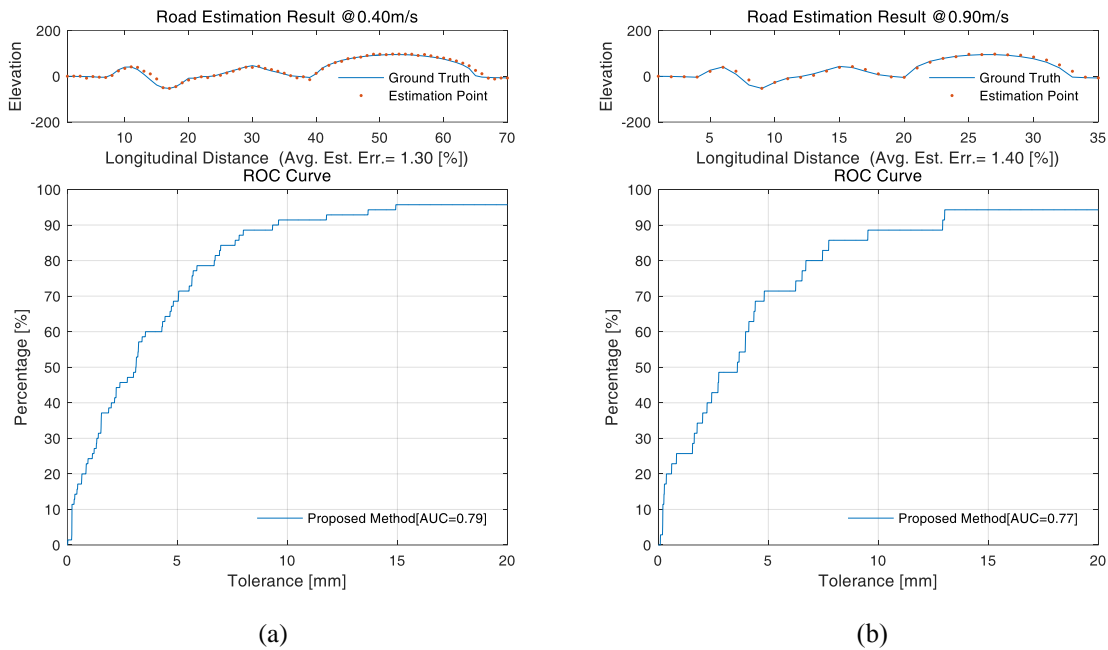 Road Estimation Result @0.40m/s
200
0
-200
Elevation
Ground Truth
Estimation Point
10 20 30 40 50 60 70
Longitudinal Distance (Avg. Est. Err.= 1.30 [%])
ROC Curve
100
90
80
70
60
50
40
30
20
10
0
Percentage [%]
Proposed Method[AUC=0.79]
0 5 10 15 20
Tolerance [mm]
(a)
Road Estimation Result @0.90m/s
200
0
-200
Elevation
Ground Truth
Estimation Point
5 10 15 20 25 30 35
Longitudinal Distance (Avg. Est. Err.= 1.40 [%])
ROC Curve
100
90
80
70
60
50
40
30
20
10
0
Percentage [%]
Proposed Method[AUC=0.77]
0 5 10 15 20
Tolerance [mm]
(b)